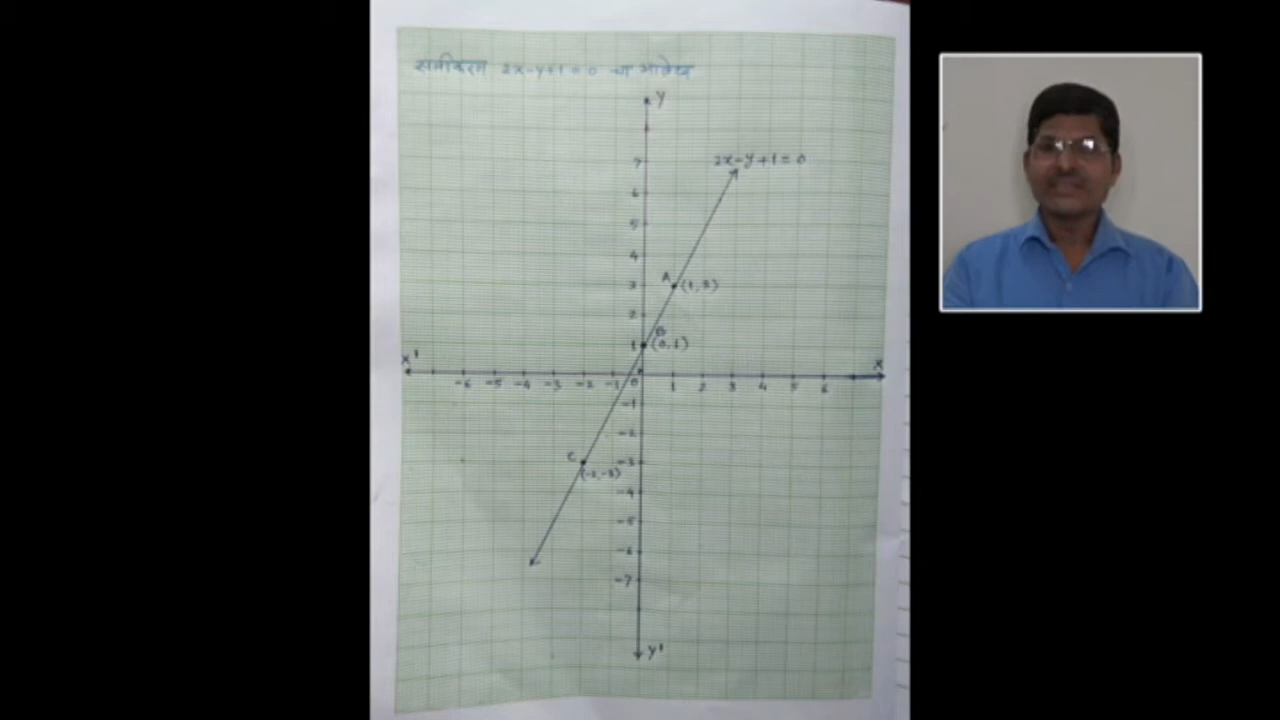 समीकरण 2x-y+1=0 चा आलेख
Y
2x-y+1=0
7
6
5
4
A
3 (1, 3)
2
B
1 (0, 1)
X' X
-6 -5 -4 -3 -2 -1 0 1 2 3 4 5 6
-1
-2
C -3
(-2, -3)
-4
-5
-6
-7
Y'